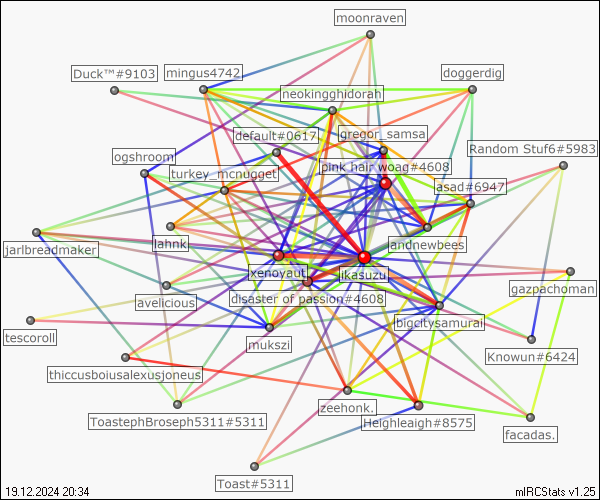 moonraven
Duck™#9103
mingus4742
doggerdig
neokingghidorah
default#0617
gregor_samsa
Random Stuf6#5983
ogshroom
turkey_mcnugget
pink hair woag#4608
asad#6947
jarlbreadmaker
lahnk
andnewbees
xenoyaut
ikasuzu
gazpachoman
avelicious
disaster of passion#4608
bigcitysamurai
tescoroll
mukszi
Knowun#6424
thiccusboiusalexusjoneus
zeehonk.
ToastephBroseph5311#5311
Heighleaigh#8575
facadas.
Toast#5311
19.12.2024 20:34
mIRCStats v1.25